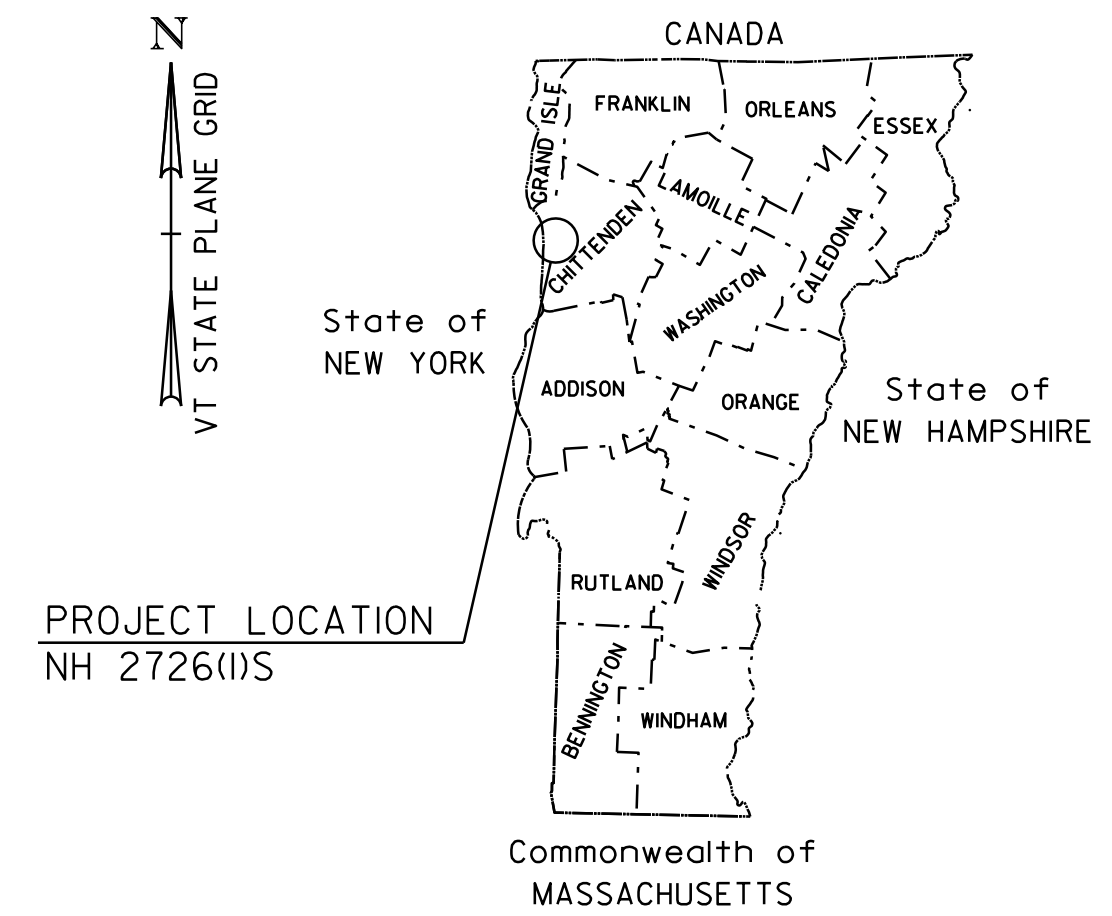 N
VT STATE PLANE GRID
CANADA
GRAND ISLE
FRANKLIN
ORLEANS
ESSEX
LAMOILLE
CHITTENDEN
CALEDONIA
WASHINGTON
State of
NEW YORK
ADDISON
ORANGE
State of
NEW HAMPSHIRE
WINDSOR
RUTLAND
PROJECT LOCATION
NH 2726(1)S
BENNINGTON
WINDHAM
Commonwealth of
MASSACHUSETTS